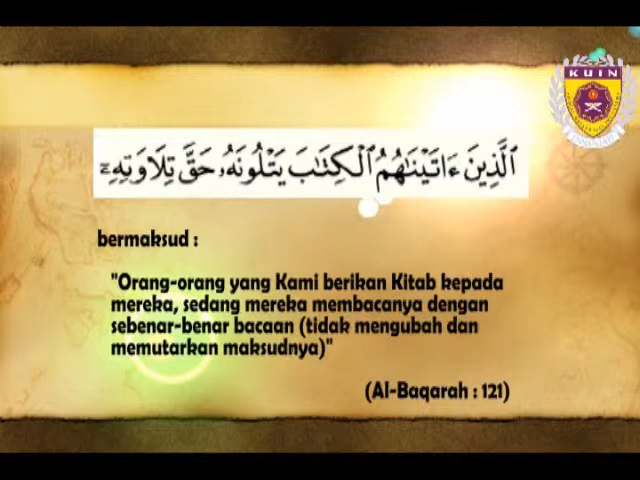 KUIN
ٱلَّذِينَ ءَاتَيْنَٰهُمُ ٱلْكِتَٰبَ يَتْلُونَهُۥ حَقَّ تِلَاوَتِهِۦ
bermaksud :
"Orang-orang yang Kami berikan Kitab kepada
mereka, sedang mereka membacanya dengan
sebenar-benar bacaan (tidak mengubah dan
memutarkan maksudnya)"
(Al-Baqarah : 121)